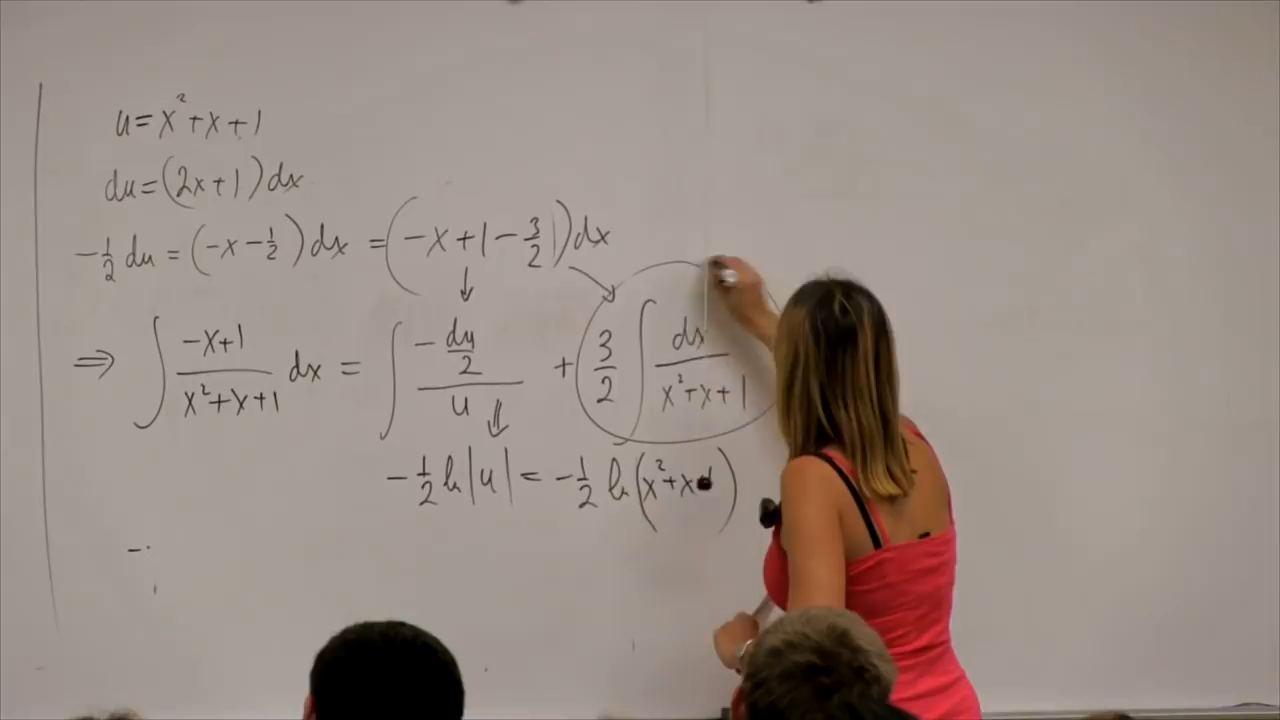 u = x² + x + 1
du = (2x + 1) dx
-1/2 du = (-x - 1/2) dx = (-x + 1 - 3/2) dx
⇒ ∫ (-x+1)/(x²+x+1) dx = ∫ (-du/2)/u + 3/2 ∫ dx/(x²+x+1)
-1/2 ln|u| = -1/2 ln(x²+x )